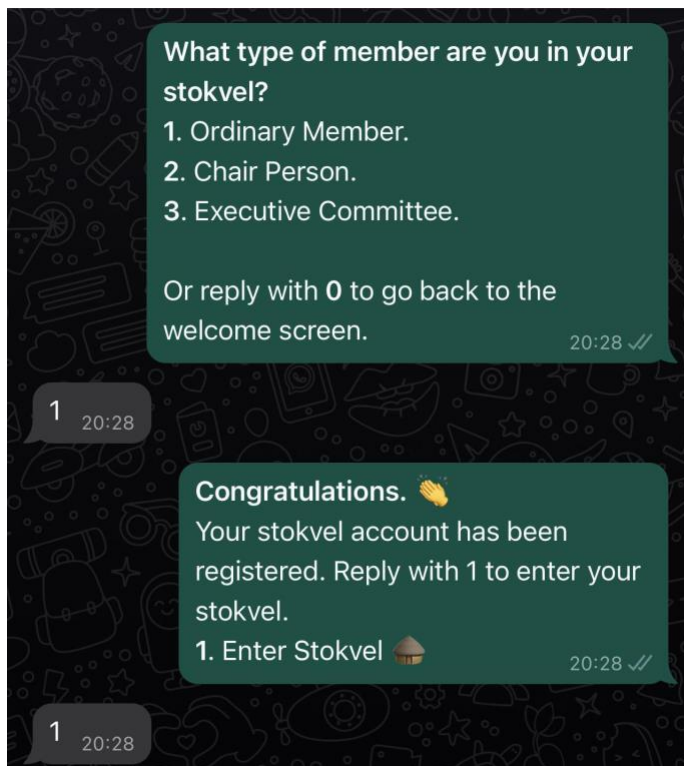 What type of member are you in your
stokvel?
1. Ordinary Member.
2. Chair Person.
3. Executive Committee.
Or reply with 0 to go back to the
welcome screen.
20:28
1
20:28
Congratulations. 👏
Your stokvel account has been
registered. Reply with 1 to enter your
stokvel.
1. Enter Stokvel 🛖
20:28
1
20:28